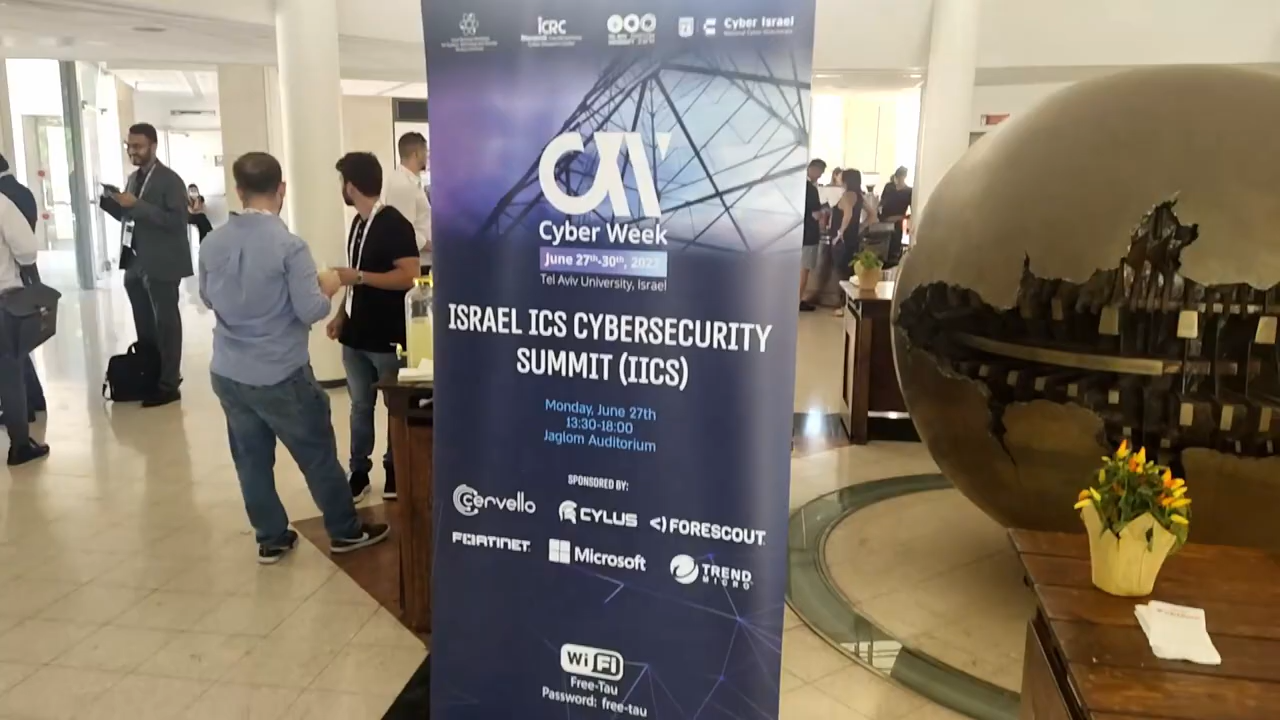 ICRC
Cyber Israel
CW
Cyber Week
June 27th-30th, 2022
Tel Aviv University, Israel
ISRAEL ICS CYBERSECURITY
SUMMIT (IICS)
Monday, June 27th
13:30-18:00
Jaglom Auditorium
SPONSORED BY:
cervello
CYLUS
FORESCOUT
FORTINET
Microsoft
TREND
MICRO
WiFi
Free-Tau
Password: free-tau